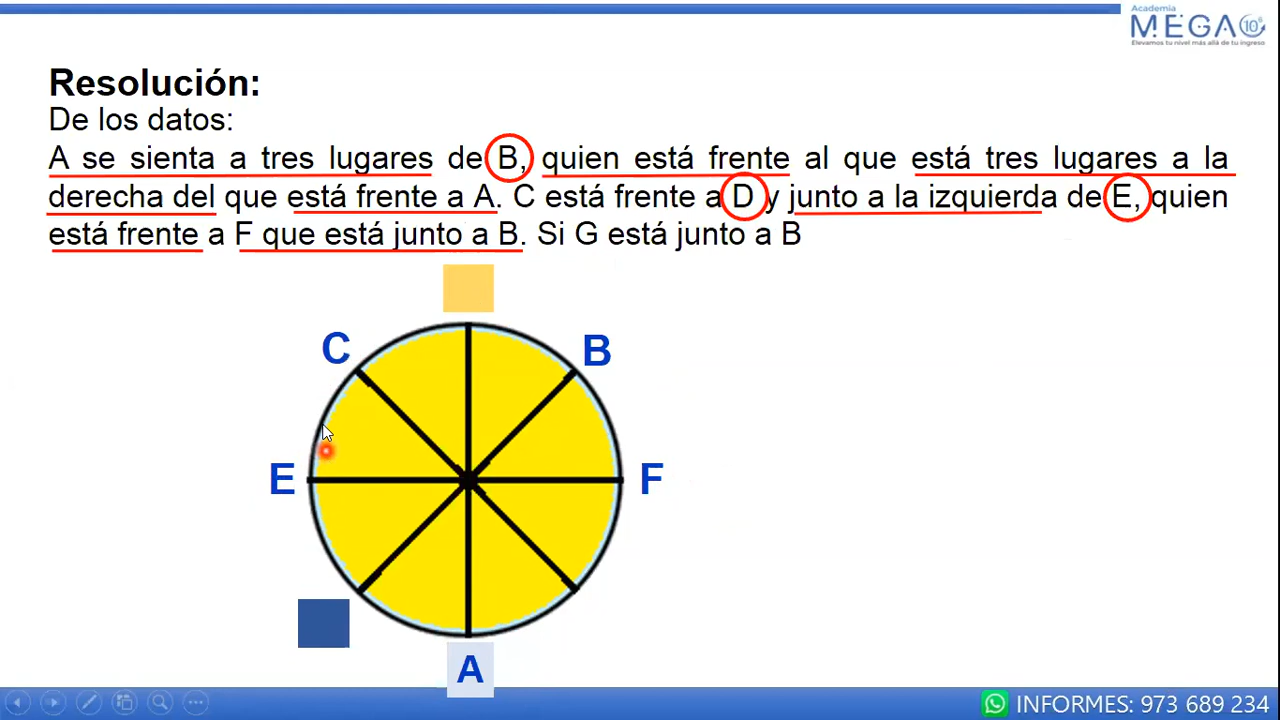 Academia
MEGA 10°
Elevamos tu nivel más allá de tu ingreso
Resolución:
De los datos:
A se sienta a tres lugares de B, quien está frente al que está tres lugares a la
derecha del que está frente a A. C está frente a D y junto a la izquierda de E, quien
está frente a F que está junto a B. Si G está junto a B
C
B
E
F
A
INFORMES: 973 689 234